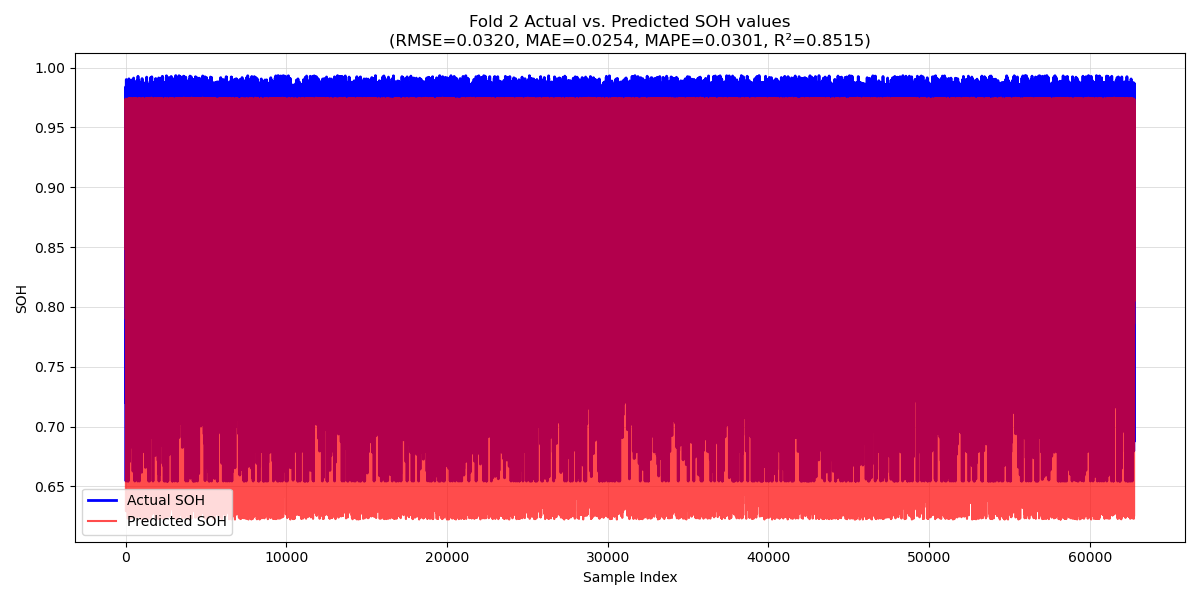 Fold 2 Actual vs. Predicted SOH values
(RMSE=0.0320, MAE=0.0254, MAPE=0.0301, R²=0.8515)
1.00
0.95
0.90
0.85
0.80
0.75
0.70
0.65
SOH
Actual SOH
Predicted SOH
0 10000 20000 30000 40000 50000 60000
Sample Index